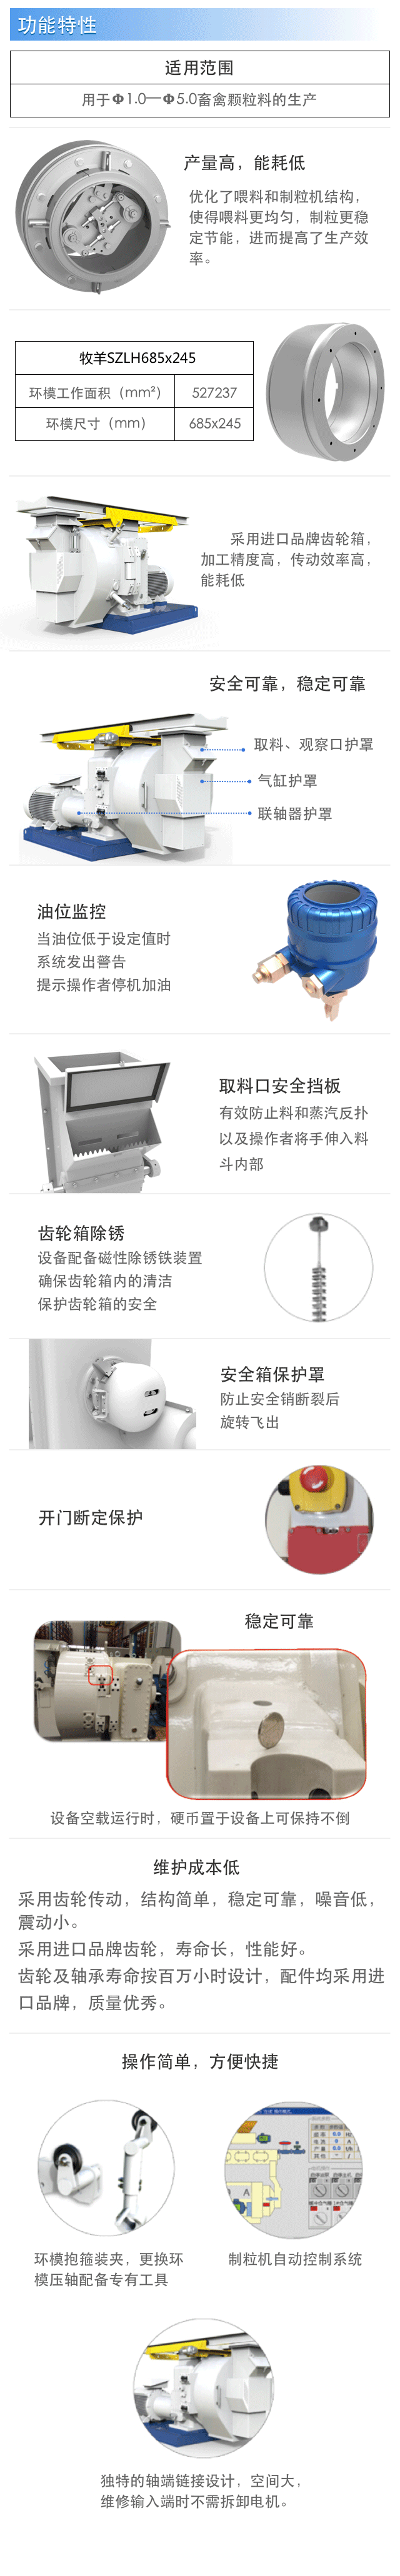 功能特性
适用范围
用于Φ1.0—Φ5.0畜禽颗粒料的生产
产量高，能耗低
优化了喂料和制粒机结构，
使得喂料更均匀，制粒更稳
定节能，进而提高了生产效
率。
牧羊SZLH685x245
环模工作面积（mm²） 527237
环模尺寸（mm） 685x245
采用进口品牌齿轮箱，
加工精度高，传动效率高，
能耗低
安全可靠，稳定可靠
取料、观察口护罩
气缸护罩
联轴器护罩
油位监控
当油位低于设定值时
系统发出警告
提示操作者停机加油
取料口安全挡板
有效防止料和蒸汽反扑
以及操作者将手伸入料
斗内部
齿轮箱除锈
设备配备磁性除锈铁装置
确保齿轮箱内的清洁
保护齿轮箱的安全
安全箱保护罩
防止安全销断裂后
旋转飞出
开门断定保护
稳定可靠
设备空载运行时，硬币置于设备上可保持不倒
维护成本低
采用齿轮传动，结构简单，稳定可靠，噪音低，
震动小。
采用进口品牌齿轮，寿命长，性能好。
齿轮及轴承寿命按百万小时设计，配件均采用进
口品牌，质量优秀。
操作简单，方便快捷
环模抱箍装夹，更换环
模压轴配备专有工具
制粒机自动控制系统
独特的轴端链接设计，空间大，
维修输入端时不需拆卸电机。